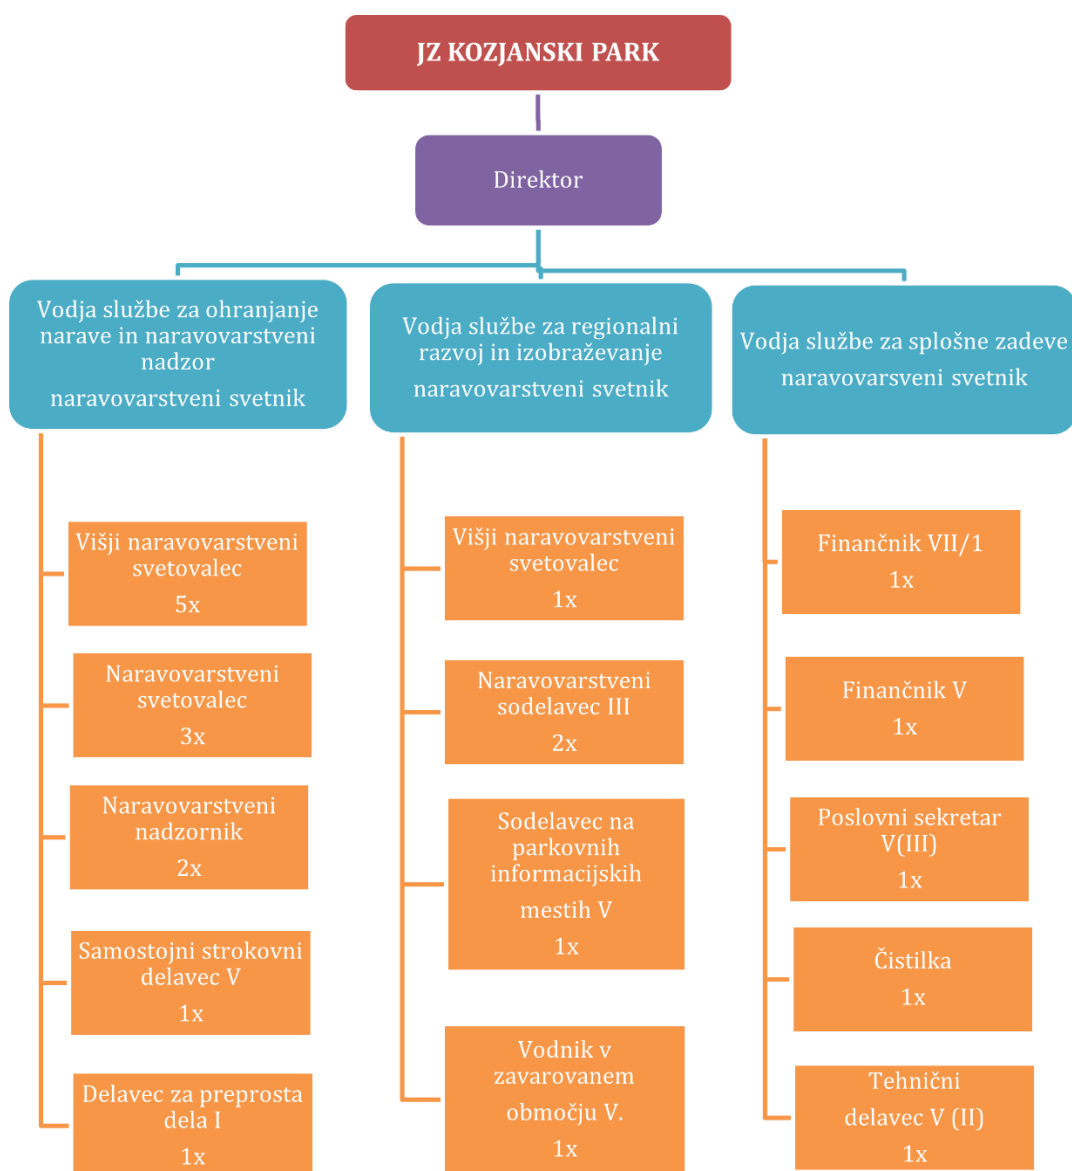 JZ KOZJANSKI PARK
Direktor
Vodja službe za ohranjanje
narave in naravovarstveni
nadzor
naravovarstveni svetnik
Višji naravovarstveni
svetovalec
5x
Naravovarstveni
svetovalec
3x
Naravovarstveni
nadzornik
2x
Samostojni strokovni
delavec V
1x
Delavec za preprosta
dela I
1x
Vodja službe za regionalni
razvoj in izobraževanje
naravovarstveni svetnik
Višji naravovarstveni
svetovalec
1x
Naravovarstveni
sodelavec III
2x
Sodelavec na
parkovnih
informacijskih
mestih V
1x
Vodnik v
zavarovanem
območju V.
1x
Vodja službe za splošne zadeve
naravovarsveni svetnik
Finančnik VII/1
1x
Finančnik V
1x
Poslovni sekretar
V(III)
1x
Čistilka
1x
Tehnični
delavec V (II)
1x